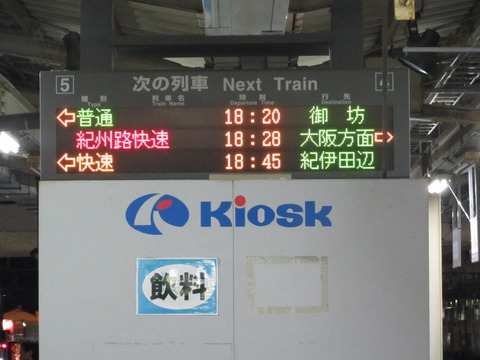 5 次の列車 Next Train 4
種別 列車名 時刻 行先
Type Train Name Departure Time Destination
←普通 18:20 御坊
紀州路快速 18:28 大阪方面→
←快速 18:45 紀伊田辺
Kiosk
飲料